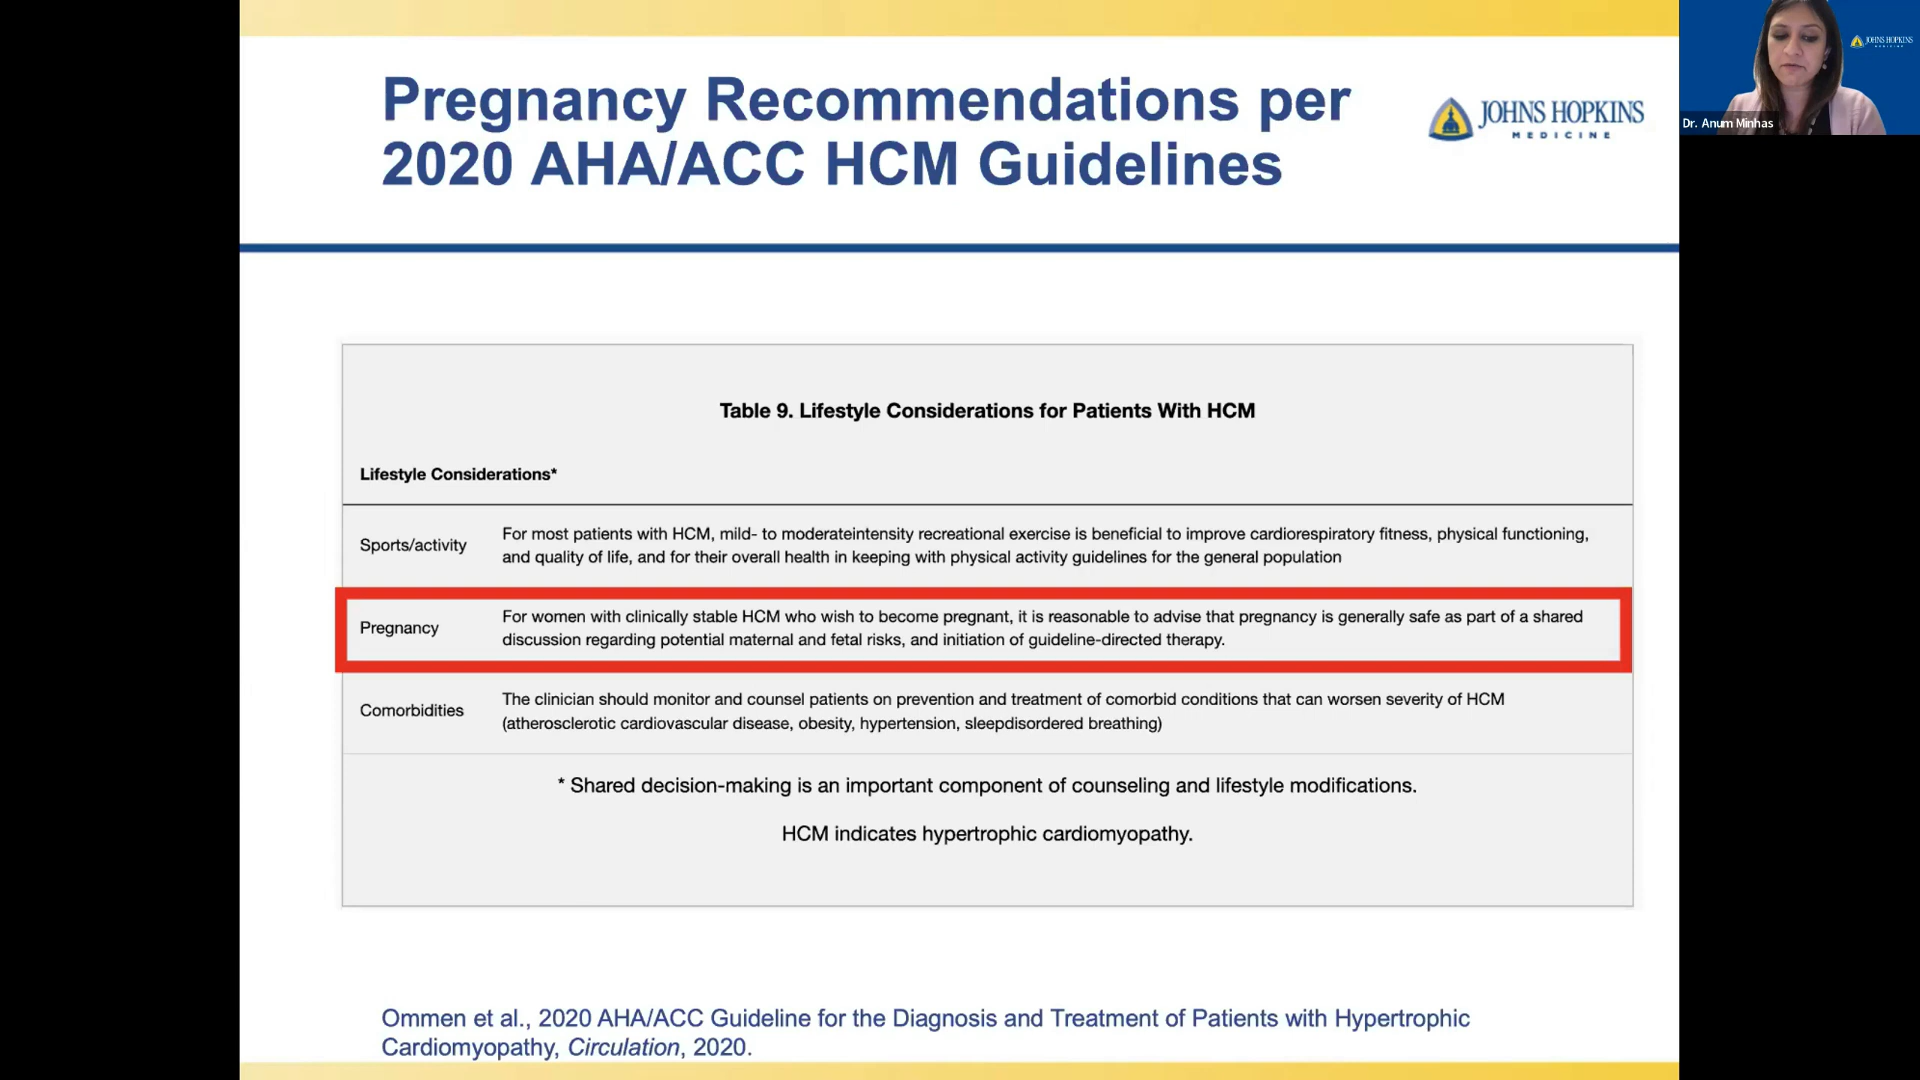 Pregnancy Recommendations per
2020 AHA/ACC HCM Guidelines
JOHNS HOPKINS
MEDICINE
JOHNS HOPKINS
MEDICINE
Dr. Anum Minhas
Table 9. Lifestyle Considerations for Patients With HCM
Lifestyle Considerations*
Sports/activity
For most patients with HCM, mild- to moderateintensity recreational exercise is beneficial to improve cardiorespiratory fitness, physical functioning,
and quality of life, and for their overall health in keeping with physical activity guidelines for the general population
Pregnancy
For women with clinically stable HCM who wish to become pregnant, it is reasonable to advise that pregnancy is generally safe as part of a shared
discussion regarding potential maternal and fetal risks, and initiation of guideline-directed therapy.
Comorbidities
The clinician should monitor and counsel patients on prevention and treatment of comorbid conditions that can worsen severity of HCM
(atherosclerotic cardiovascular disease, obesity, hypertension, sleepdisordered breathing)
* Shared decision-making is an important component of counseling and lifestyle modifications.
HCM indicates hypertrophic cardiomyopathy.
Ommen et al., 2020 AHA/ACC Guideline for the Diagnosis and Treatment of Patients with Hypertrophic
Cardiomyopathy, Circulation, 2020.